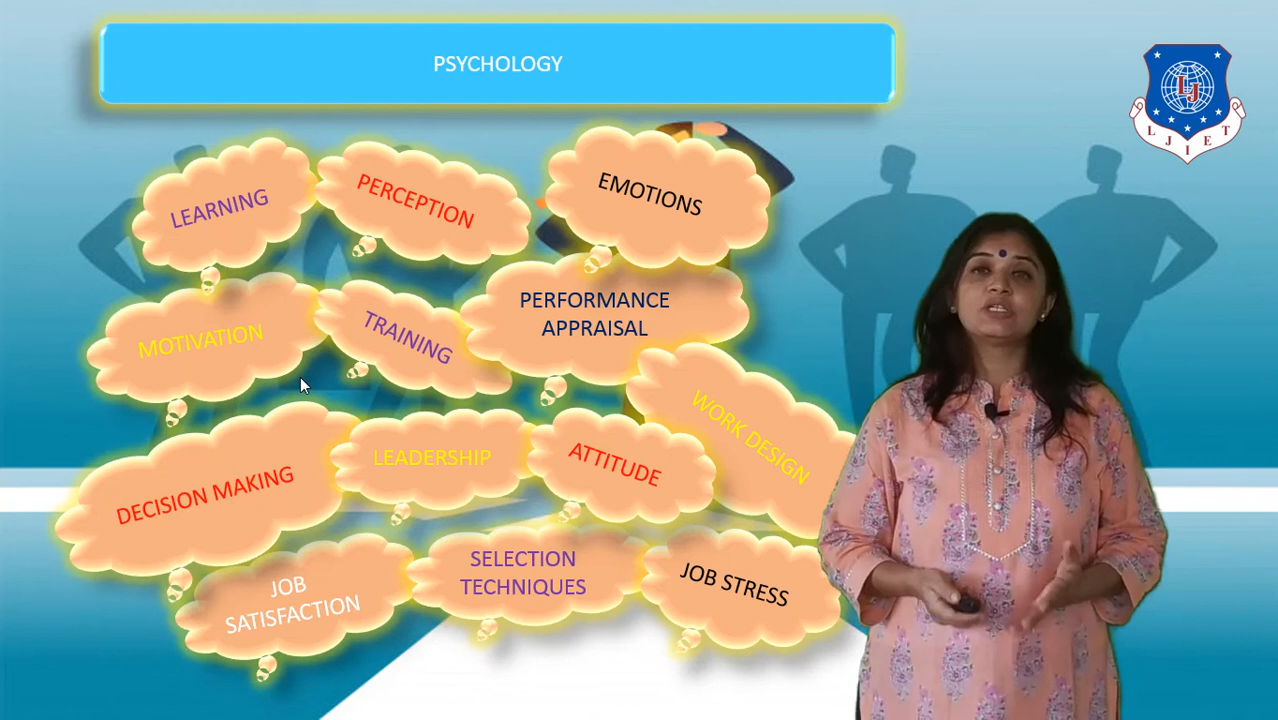 PSYCHOLOGY
LEARNING
PERCEPTION
EMOTIONS
MOTIVATION
TRAINING
PERFORMANCE
APPRAISAL
WORK DESIGN
DECISION MAKING
LEADERSHIP
ATTITUDE
JOB
SATISFACTION
SELECTION
TECHNIQUES
JOB STRESS
LJ
L J I E T